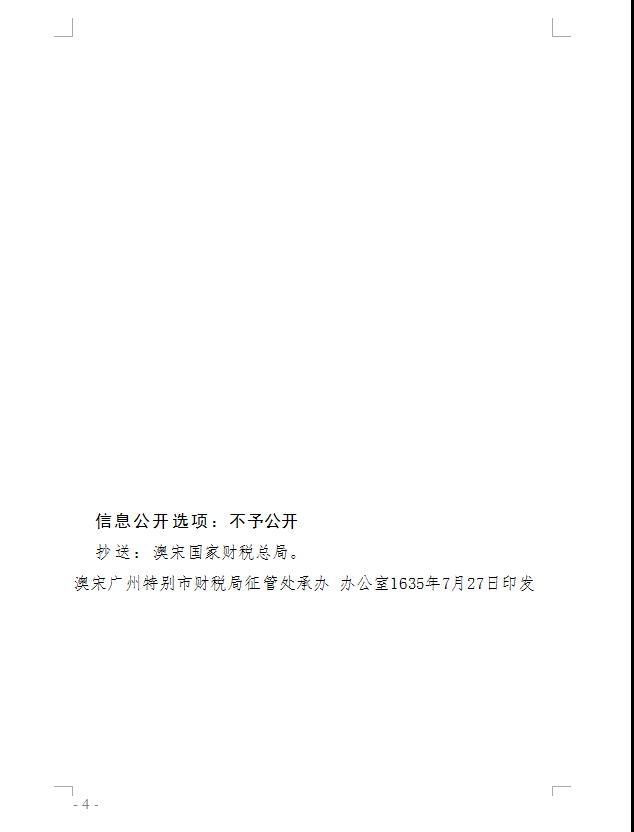 信息公开选项：不予公开
抄送：澳宋国家财税总局。
澳宋广州特别市财税局征管处承办 办公室1635年7月27日印发
- 4 -